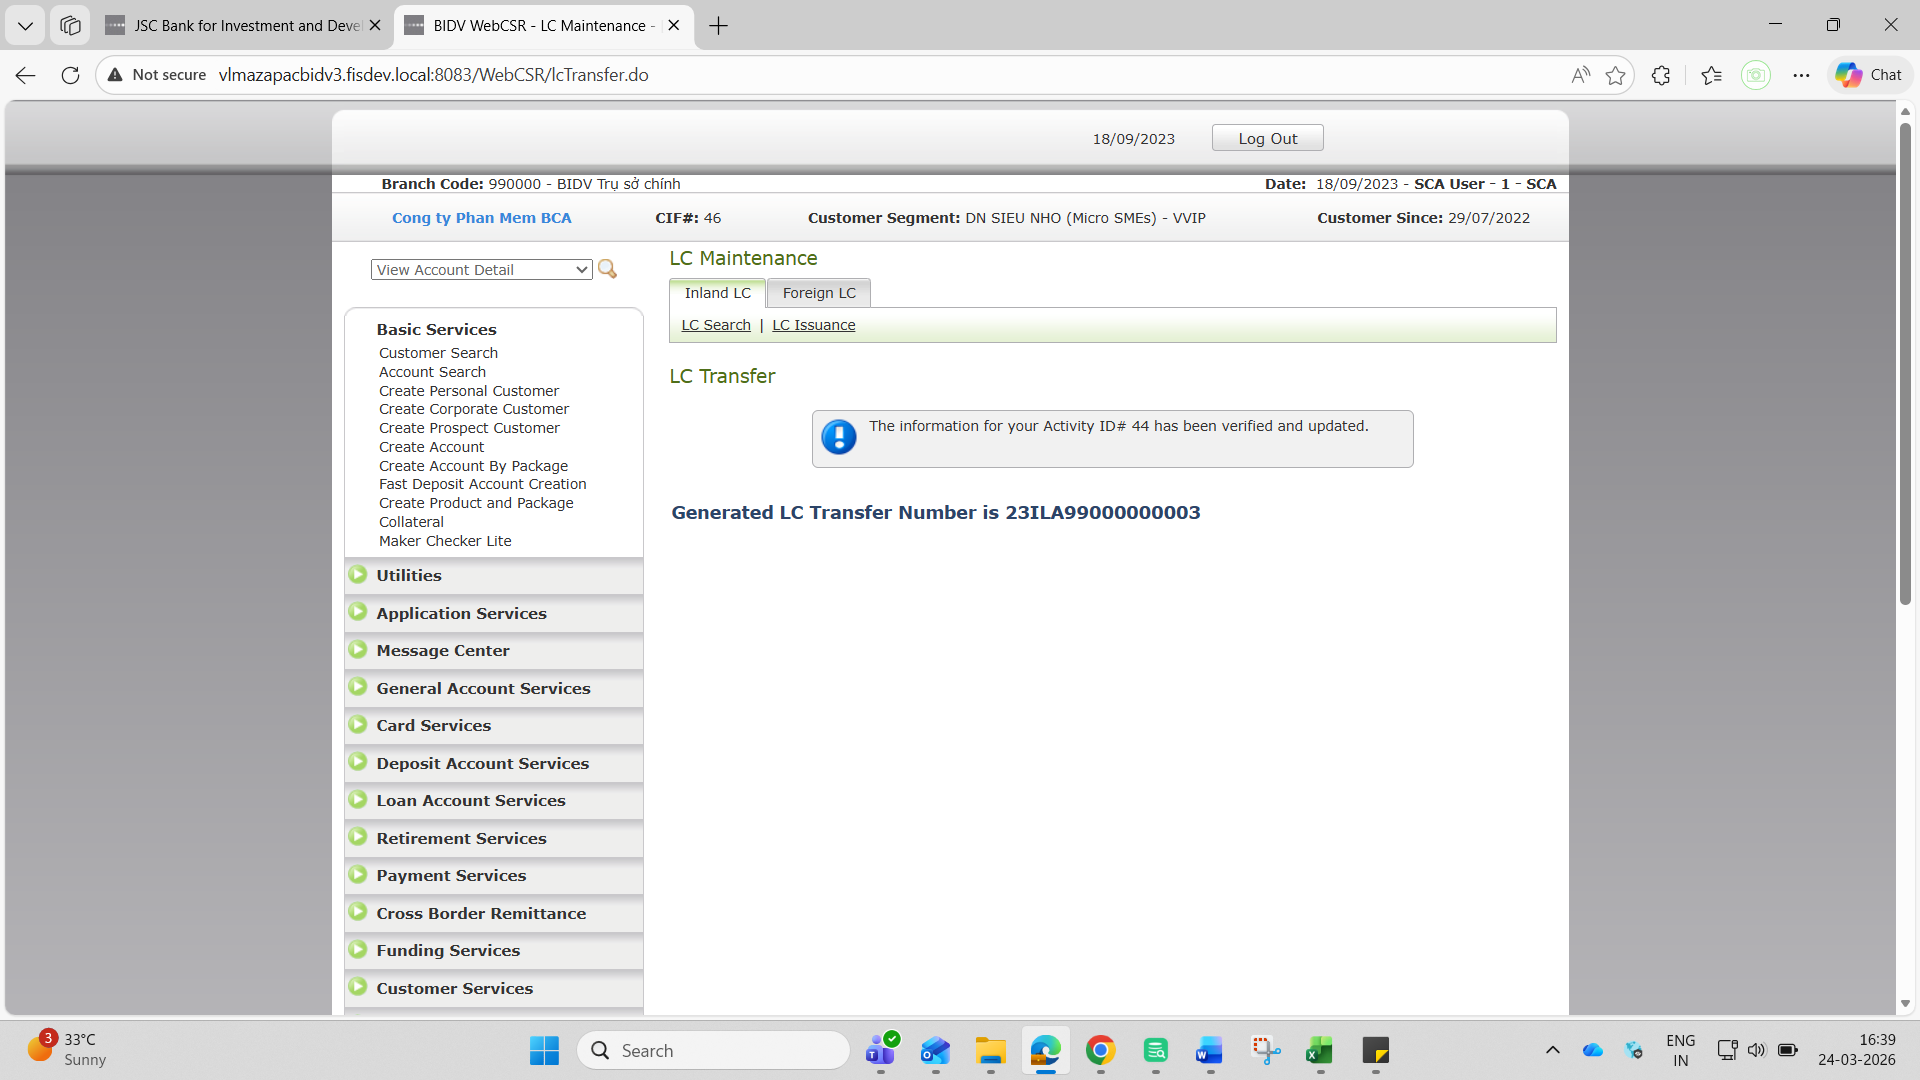 JSC Bank for Investment and Deve
BIDV WebCSR - LC Maintenance -
Not secure vlmazapacbidv3.fisdev.local:8083/WebCSR/lcTransfer.do
Chat
18/09/2023 Log Out
Branch Code: 990000 - BIDV Trụ sở chính Date: 18/09/2023 - SCA User - 1 - SCA
Cong ty Phan Mem BCA CIF#: 46 Customer Segment: DN SIEU NHO (Micro SMEs) - VVIP Customer Since: 29/07/2022
View Account Detail
Basic Services
Customer Search
Account Search
Create Personal Customer
Create Corporate Customer
Create Prospect Customer
Create Account
Create Account By Package
Fast Deposit Account Creation
Create Product and Package
Collateral
Maker Checker Lite
Utilities
Application Services
Message Center
General Account Services
Card Services
Deposit Account Services
Loan Account Services
Retirement Services
Payment Services
Cross Border Remittance
Funding Services
Customer Services
LC Maintenance
Inland LC Foreign LC
LC Search | LC Issuance
LC Transfer
The information for your Activity ID# 44 has been verified and updated.
Generated LC Transfer Number is 23ILA99000000003
3
33°C
Sunny
Search
ENG
IN
16:39
24-03-2026